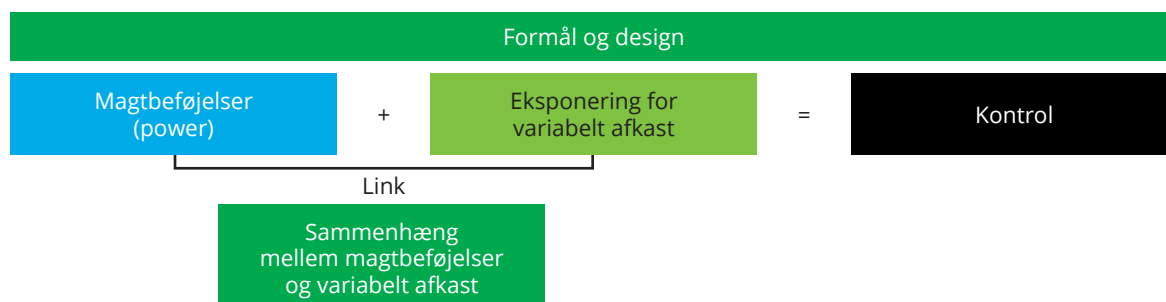 Formål og design
Magtbeføjelser
(power)
+
Eksponering for
variabelt afkast
=
Kontrol
Link
Sammenhæng
mellem magtbeføjelser
og variabelt afkast